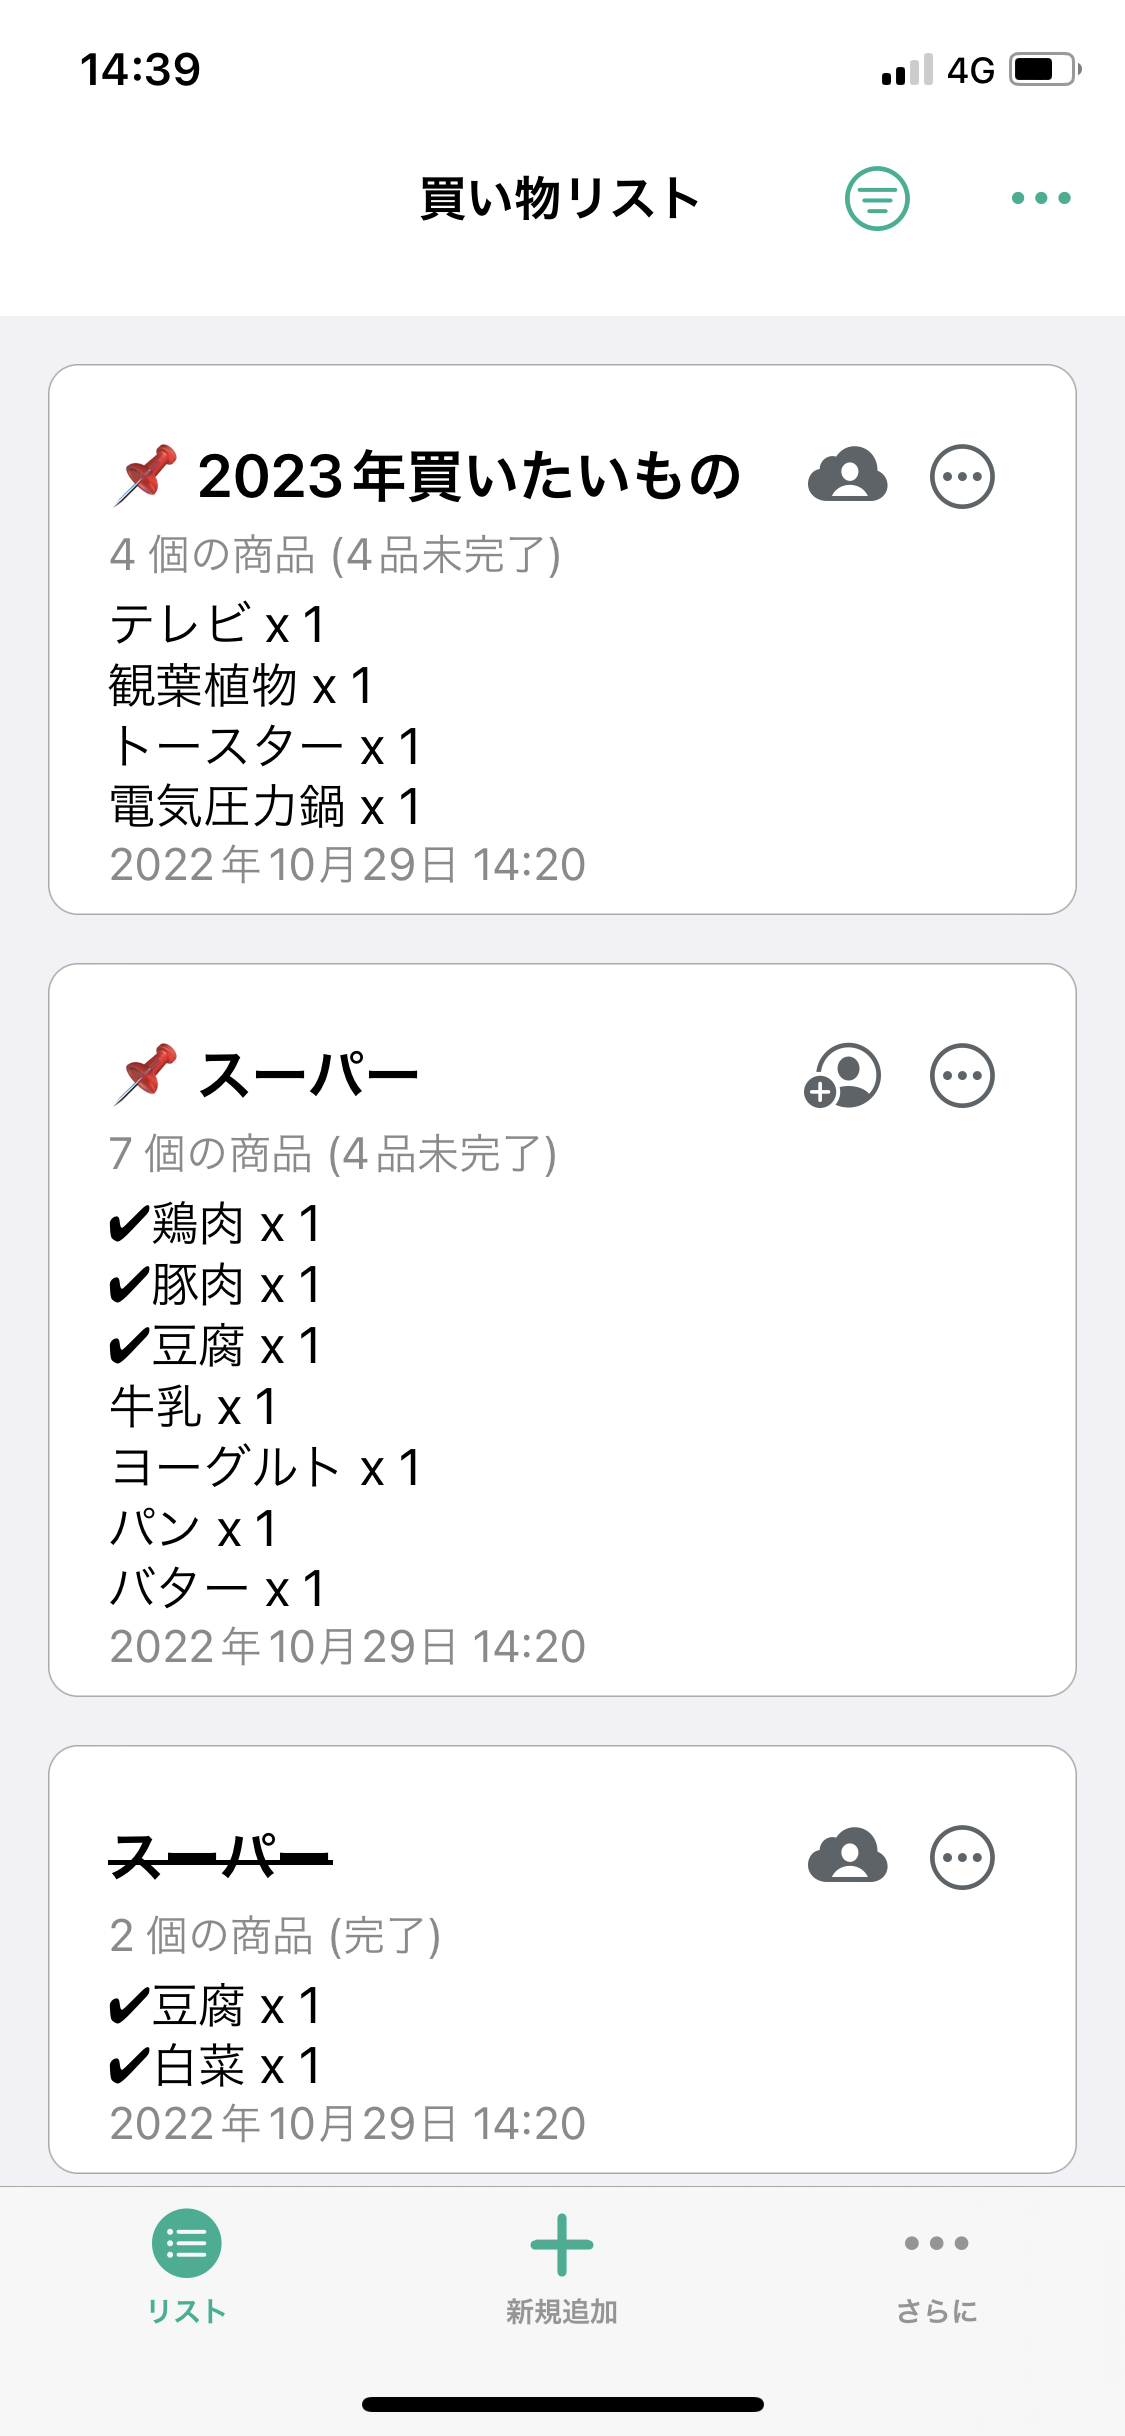 14:39
4G
買い物リスト
📌 2023年買いたいもの
4 個の商品 (4品未完了)
テレビ x 1
観葉植物 x 1
トースター x 1
電気圧力鍋 x 1
2022年10月29日 14:20
📌 スーパー
7 個の商品 (4品未完了)
✔鶏肉 x 1
✔豚肉 x 1
✔豆腐 x 1
牛乳 x 1
ヨーグルト x 1
パン x 1
バター x 1
2022年10月29日 14:20
スーパー
2 個の商品 (完了)
✔豆腐 x 1
✔白菜 x 1
2022年10月29日 14:20
リスト
新規追加
さらに